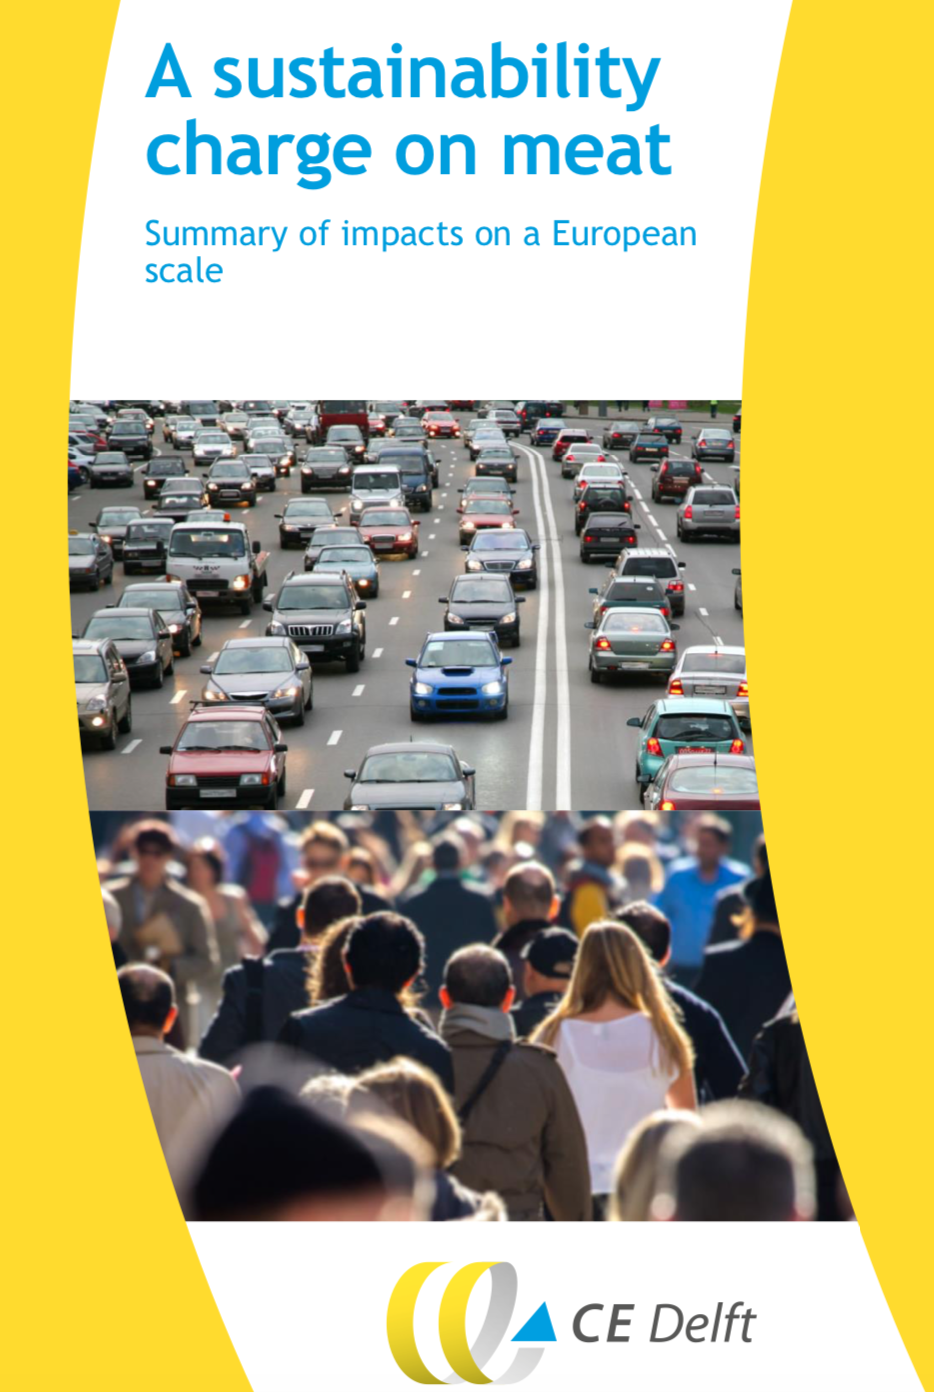 A sustainability
charge on meat
Summary of impacts on a European
scale
CE Delft